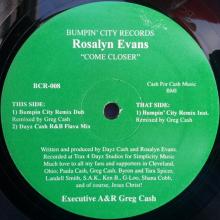 BUMPIN' CITY RECORDS
Rosalyn Evans
"COME CLOSER"
BCR-008
Cash Per Cash Music
BMI
THIS SIDE:
1) Bumpin City Remix Dub
Remixed by Greg Cash
2) Dayz Cash R&B Flava Mix
THAT SIDE:
1) Bumpin' City Remix Inst.
Remixed by Greg Cash
Written and produced by Dayz Cash and Rosalyn Evans.
Recorded at Trax 4 Dayz Studios for Simplicity Music
Much love to all my fans and supporters in Cleveland,
Ohio: Paula Cash, Greg Cash, Byron and Tara Spicer,
Landell Smith, S.A.K., Ken B., G-Love, Shana Cobb,
and of course, Jesus Christ!
Executive A&R Greg Cash